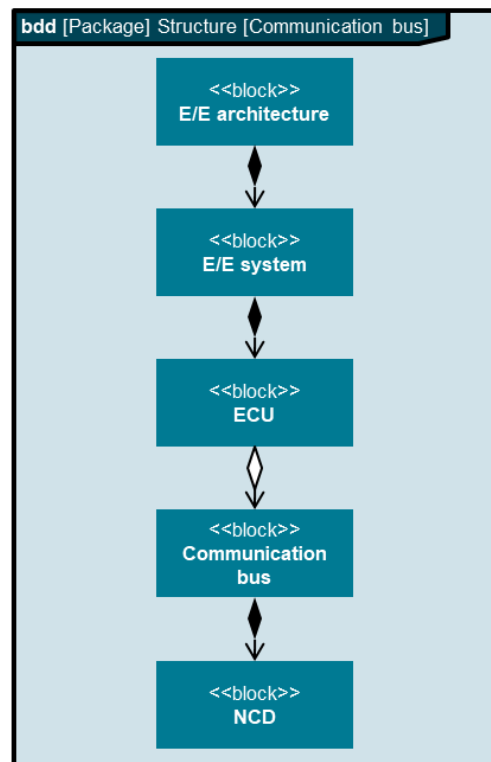 bdd [Package] Structure [Communication bus]
<<block>>
E/E architecture
<<block>>
E/E system
<<block>>
ECU
<<block>>
Communication
bus
<<block>>
NCD